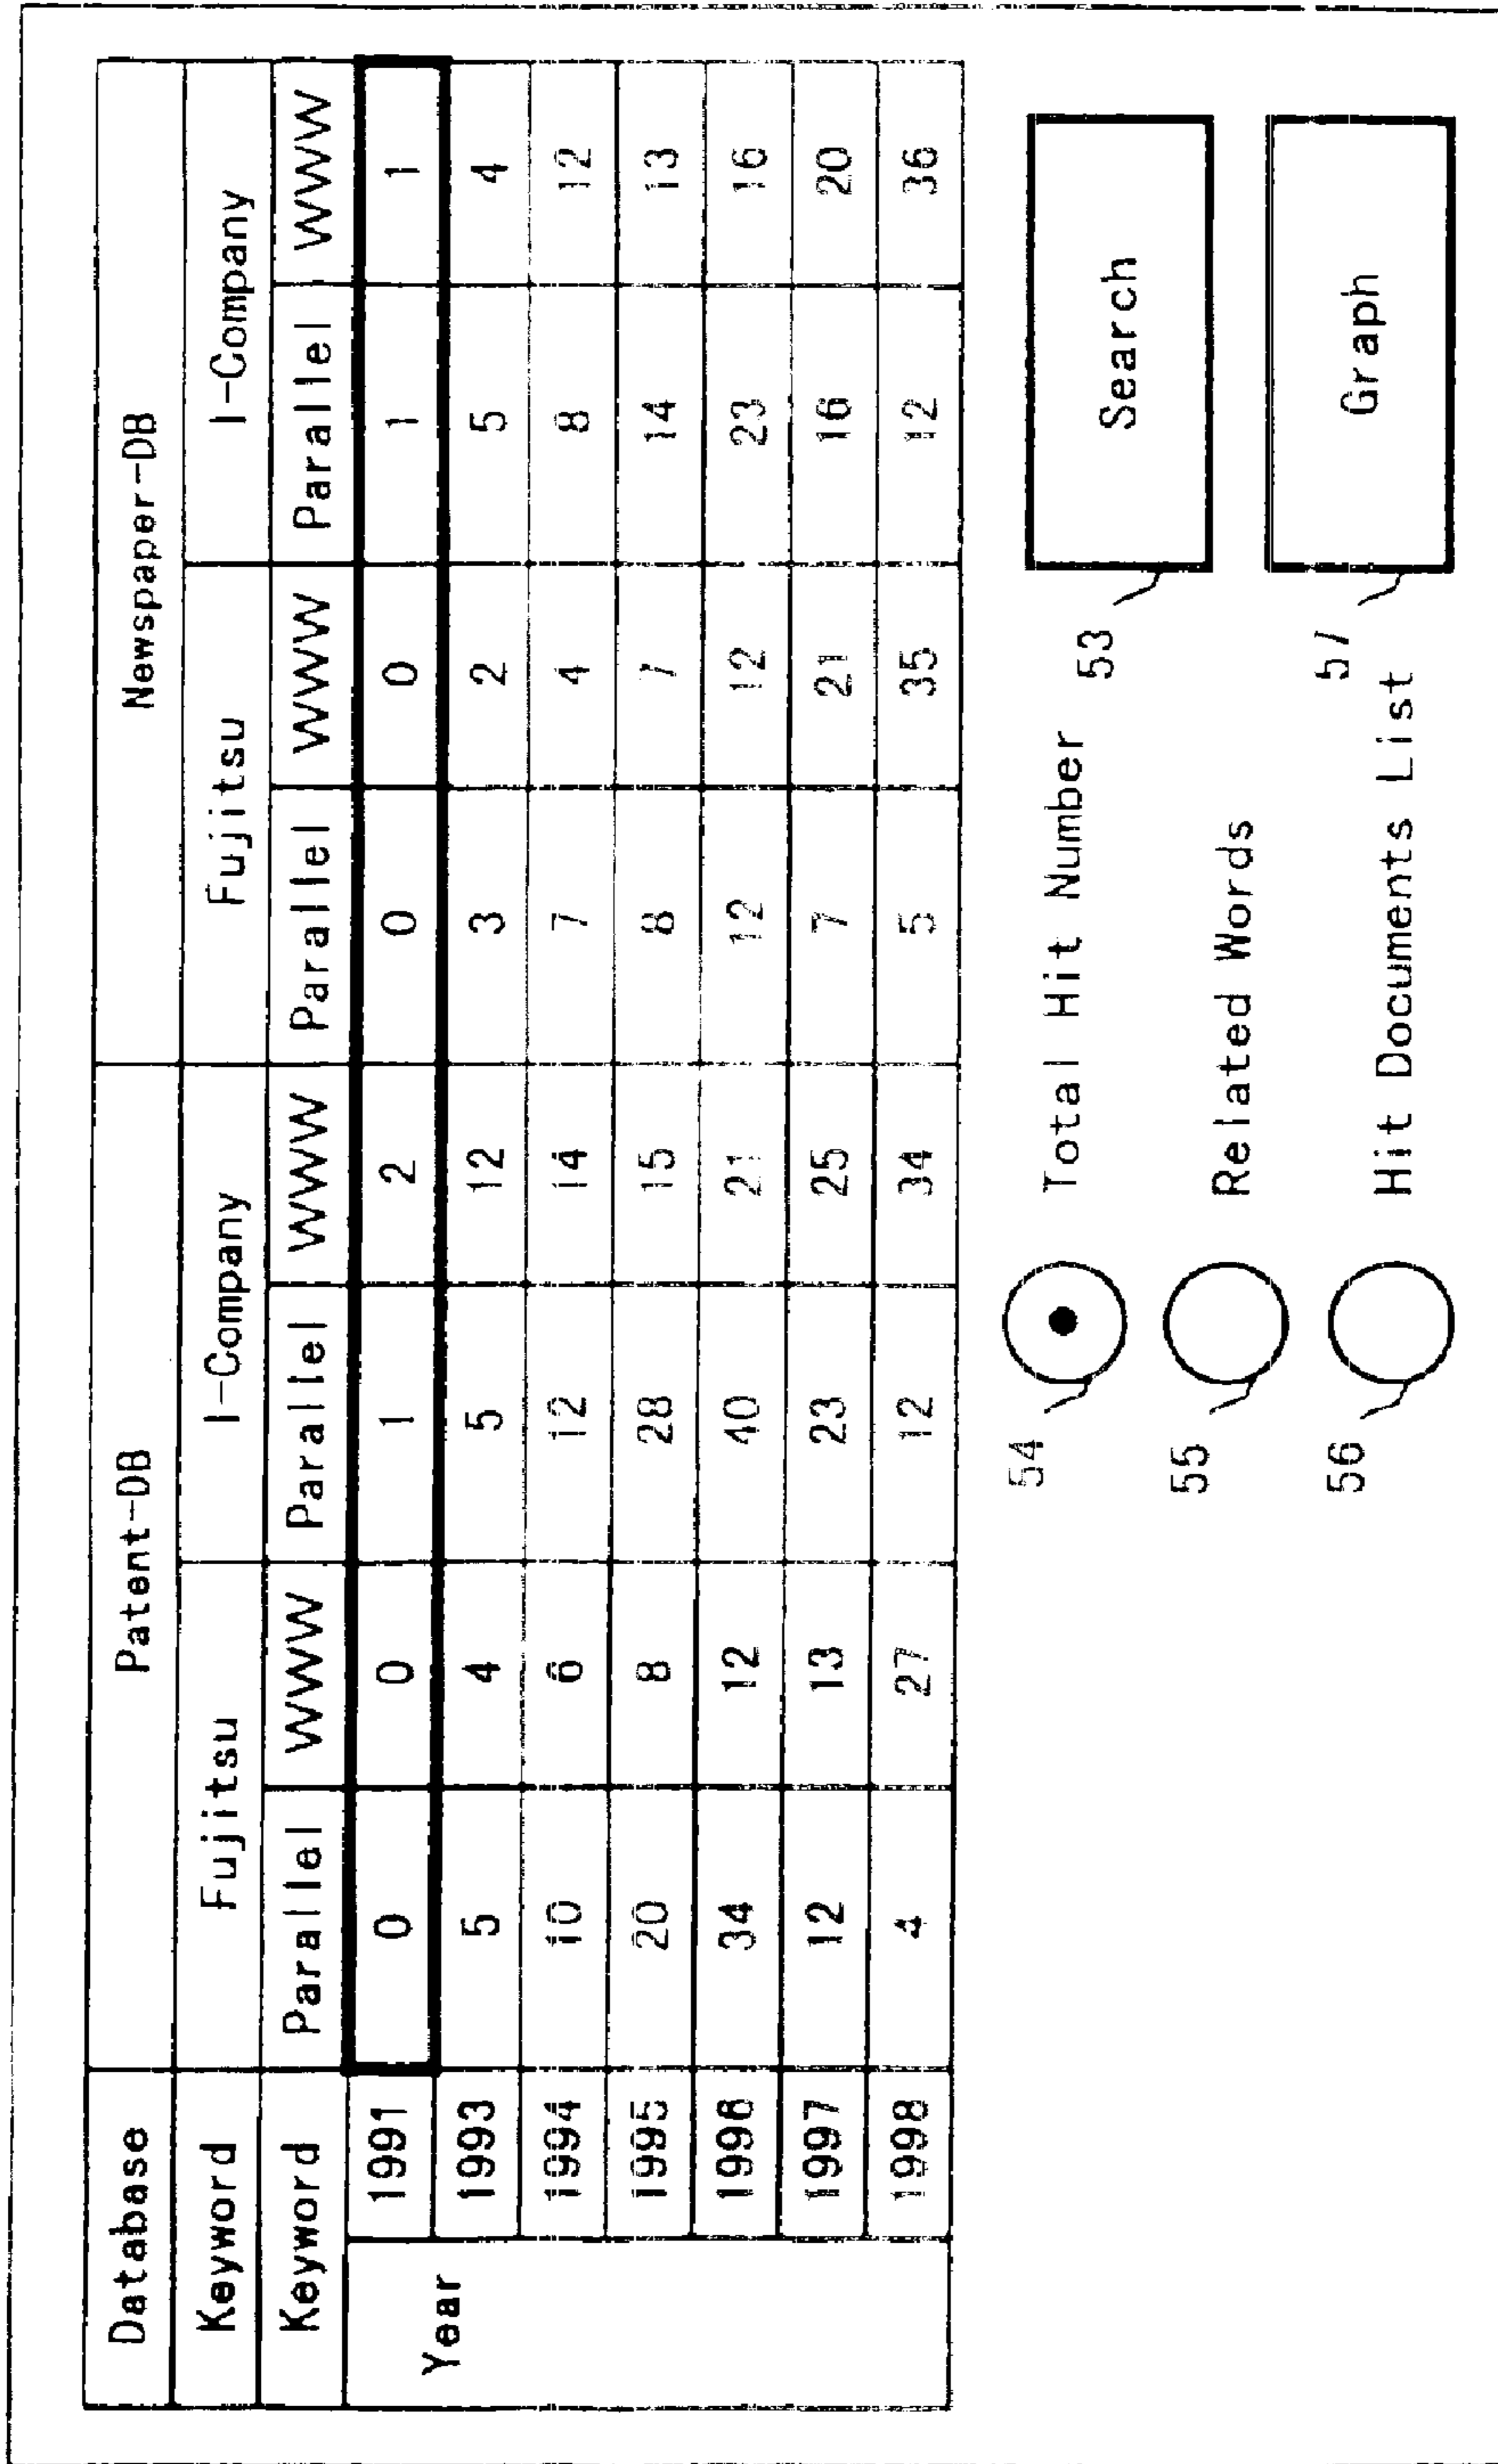 Database Patent-DB Newspaper-DB
Keyword Fujitsu I-Company Fujitsu I-Company
Keyword Parallel WWW Parallel WWW Parallel WWW Parallel WWW
Year 1991 0 0 1 2 0 0 1 1
1993 5 4 5 12 3 2 5 4
1994 10 6 12 14 7 4 8 12
1995 20 8 28 15 8 7 14 13
1996 34 12 40 21 12 12 23 16
1997 12 13 23 25 7 21 16 20
1998 4 27 12 34 5 35 12 36
54 Total Hit Number 53 Search
55 Related Words
56 Hit Documents List 57 Graph